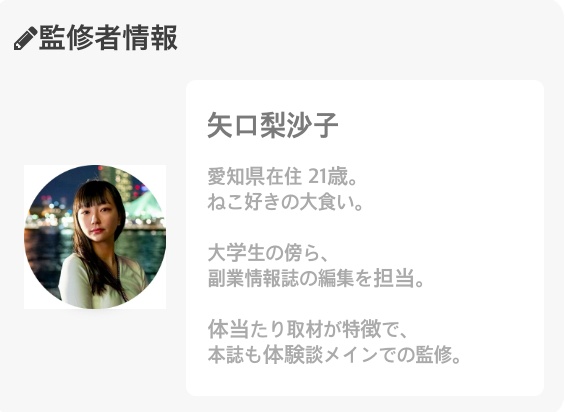 監修者情報
矢口梨沙子
愛知県在住 21歳。
ねこ好きの大食い。
大学生の傍ら、
副業情報誌の編集を担当。
体当たり取材が特徴で、
本誌も体験談メインでの監修。